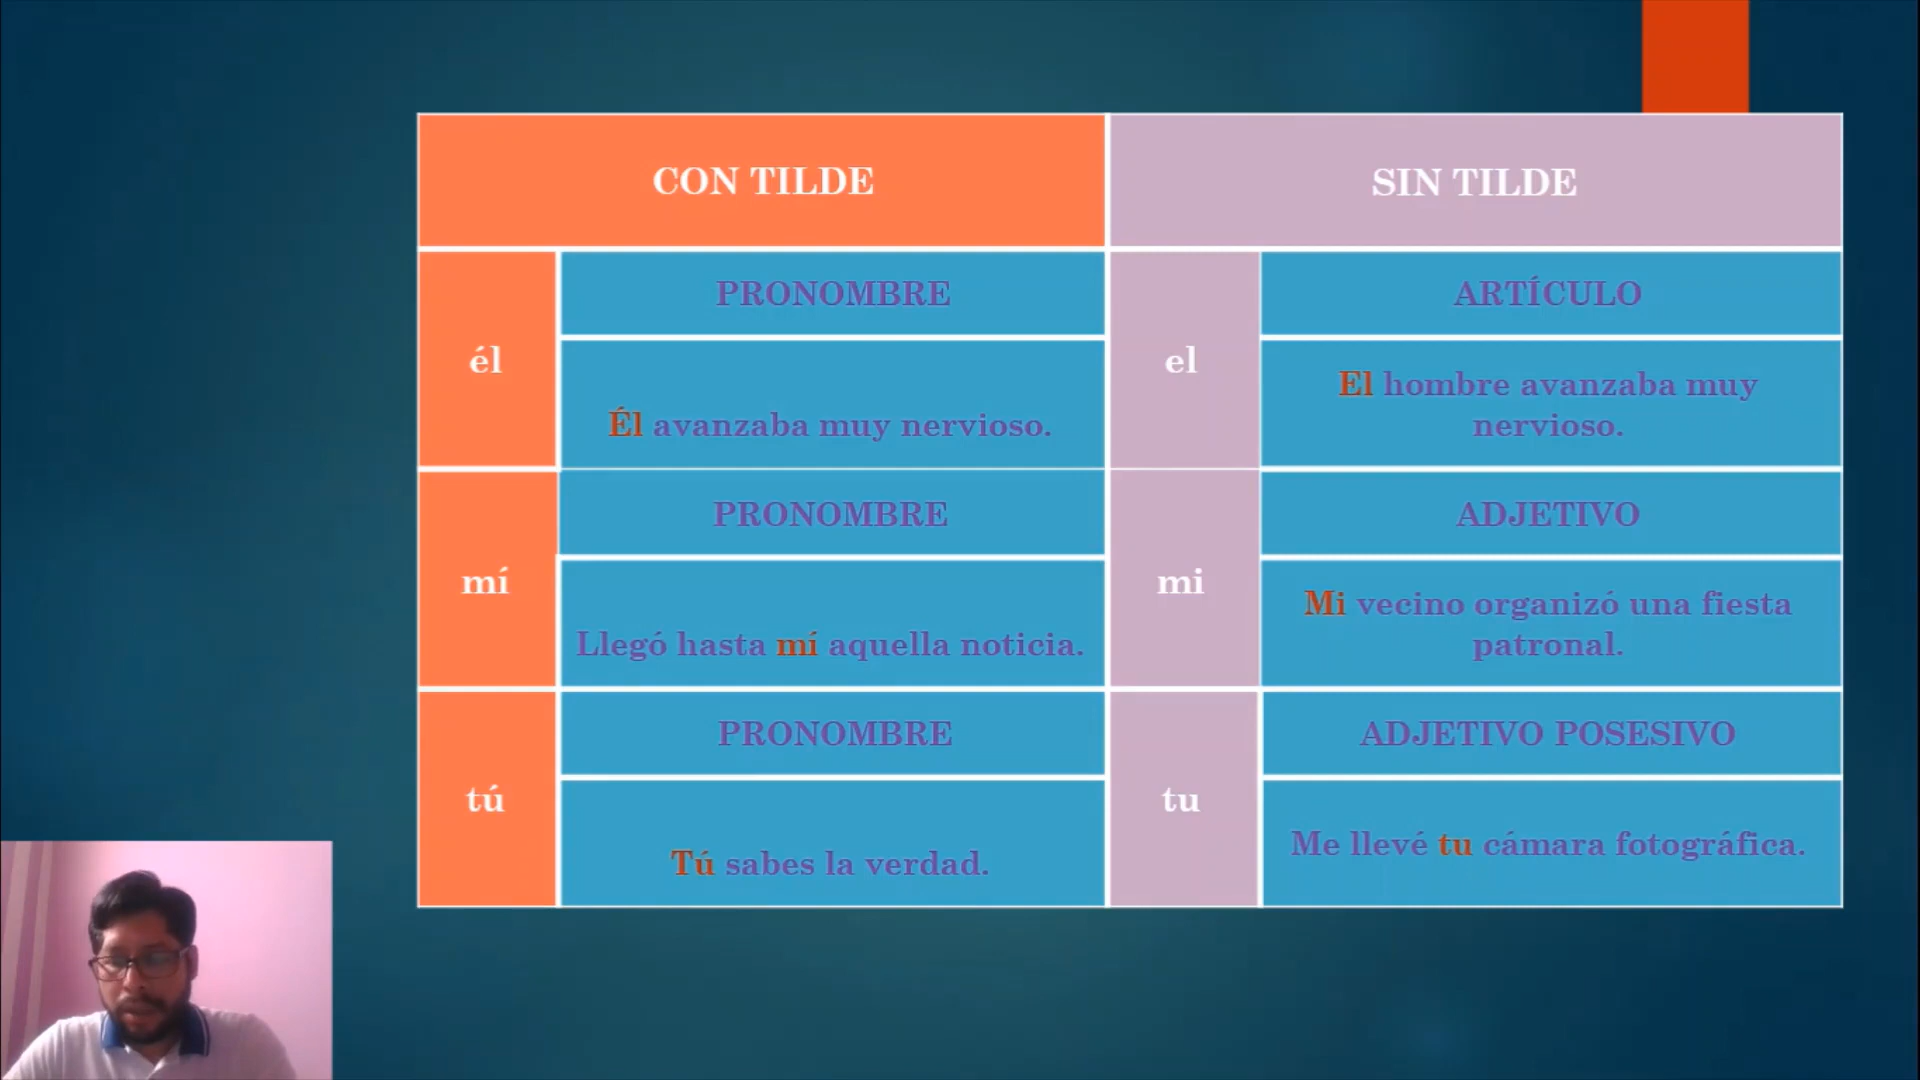 CON TILDE
SIN TILDE
él
PRONOMBRE
Él avanzaba muy nervioso.
el
ARTÍCULO
El hombre avanzaba muy
nervioso.
mí
PRONOMBRE
Llegó hasta mí aquella noticia.
mi
ADJETIVO
Mi vecino organizó una fiesta
patronal.
tú
PRONOMBRE
Tú sabes la verdad.
tu
ADJETIVO POSESIVO
Me llevé tu cámara fotográfica.